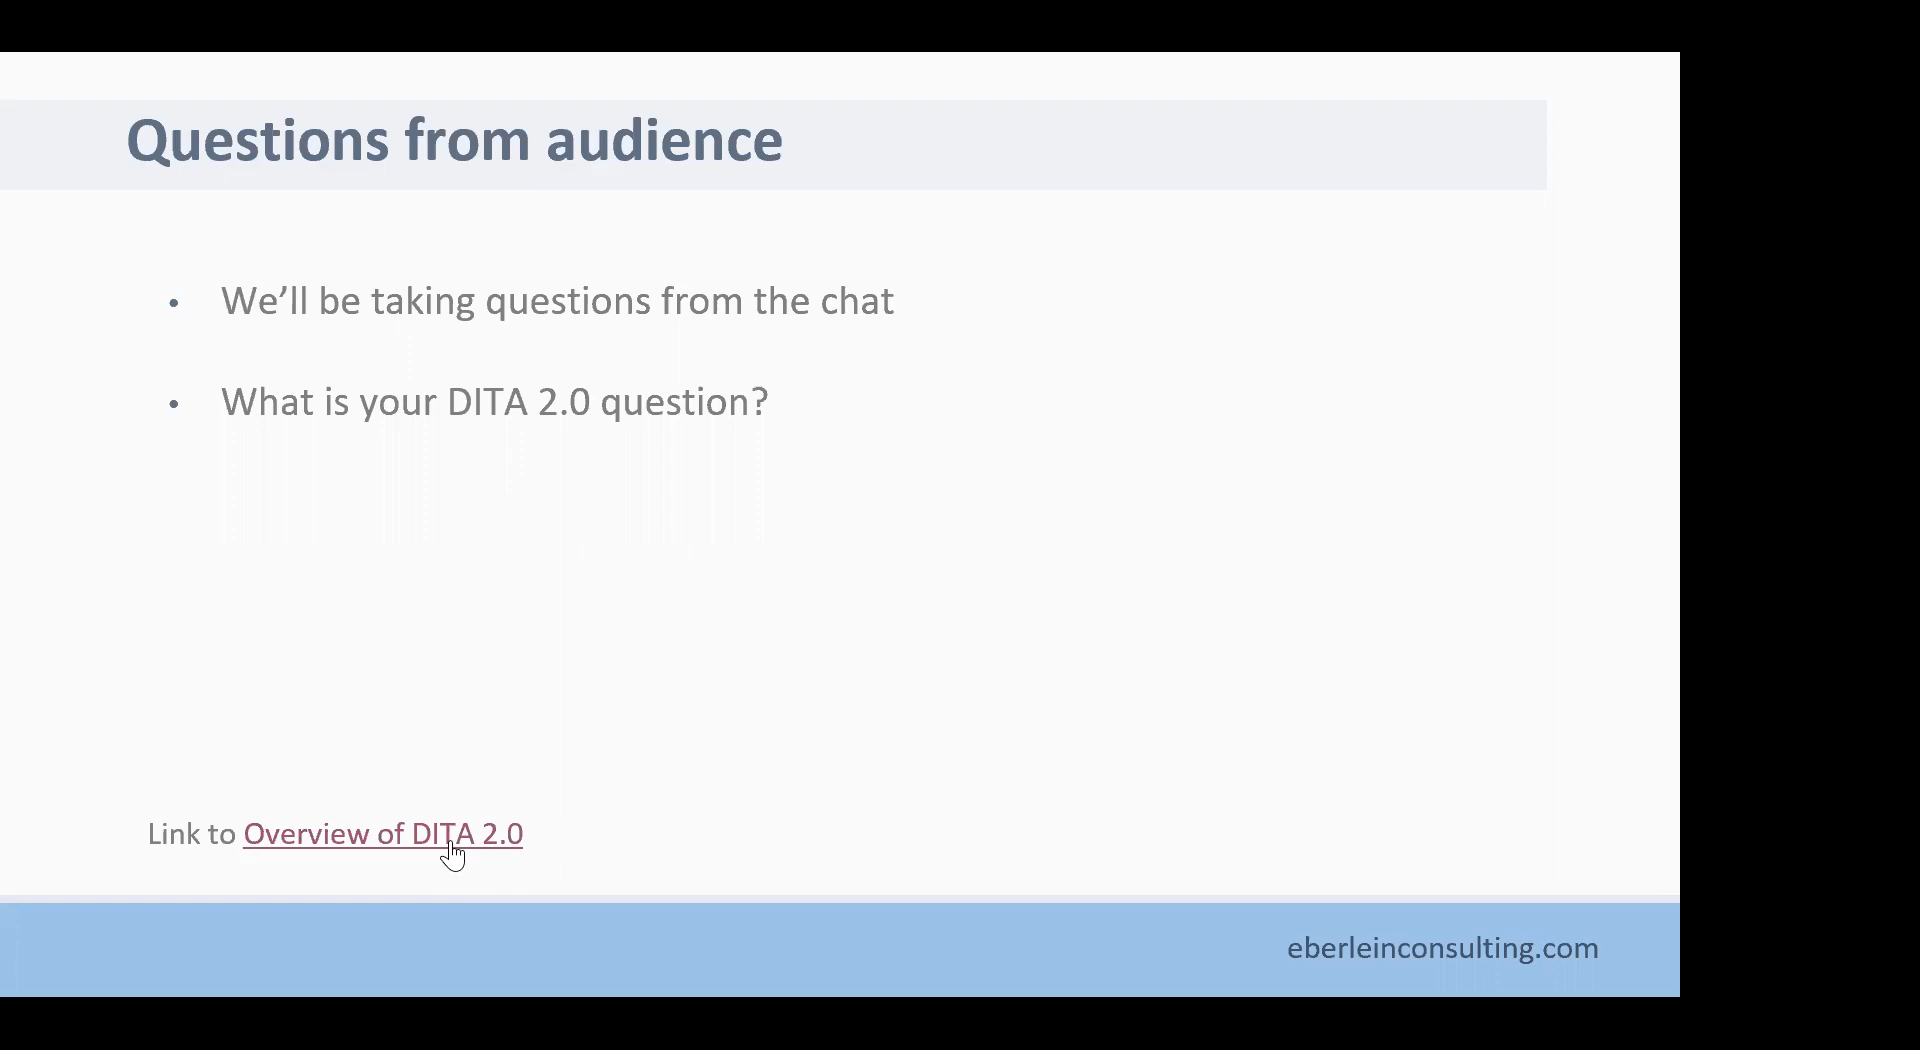 Questions from audience
• We’ll be taking questions from the chat
• What is your DITA 2.0 question?
Link to Overview of DITA 2.0
eberleinconsulting.com